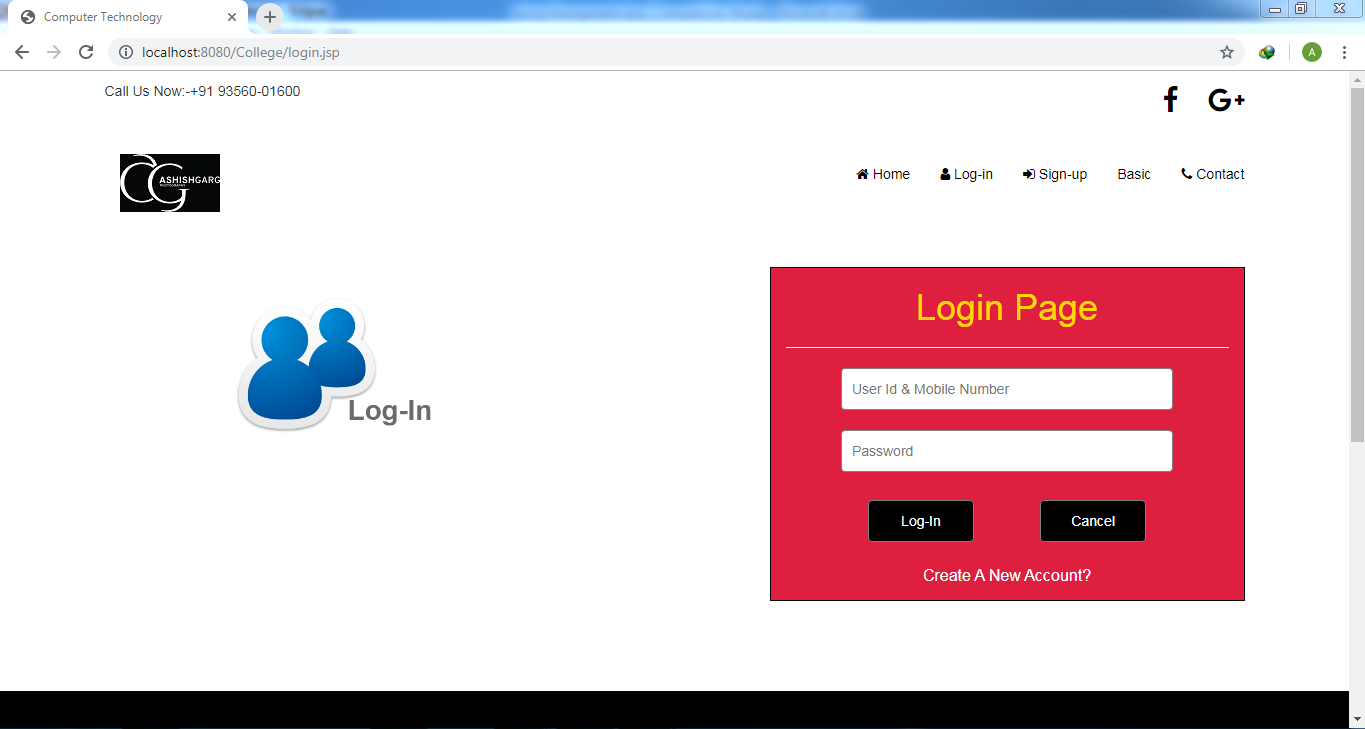 Computer Technology
localhost:8080/College/login.jsp
A
Call Us Now:-+91 93560-01600
G+
ASHISHGARG
PHOTOGRAPHY
Home Log-in Sign-up Basic Contact
Login Page
User Id & Mobile Number
Log-In
Password
Log-In Cancel
Create A New Account?